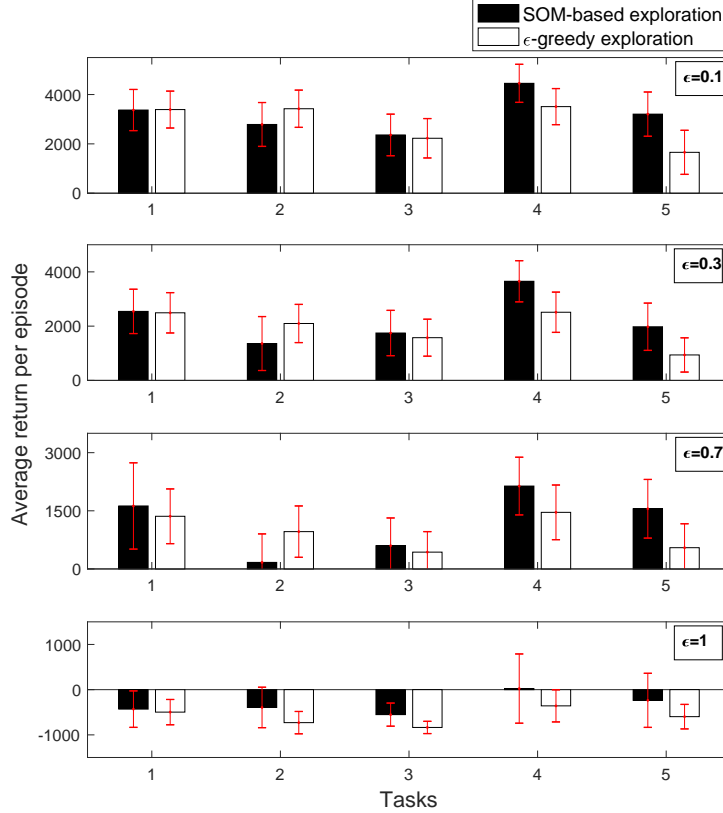 SOM-based exploration
ϵ-greedy exploration
ϵ=0.1
4000
2000
0
1 2 3 4 5
ϵ=0.3
4000
2000
0
1 2 3 4 5
ϵ=0.7
3000
1500
0
1 2 3 4 5
ϵ=1
1000
0
-1000
1 2 3 4 5
Average return per episode
Tasks